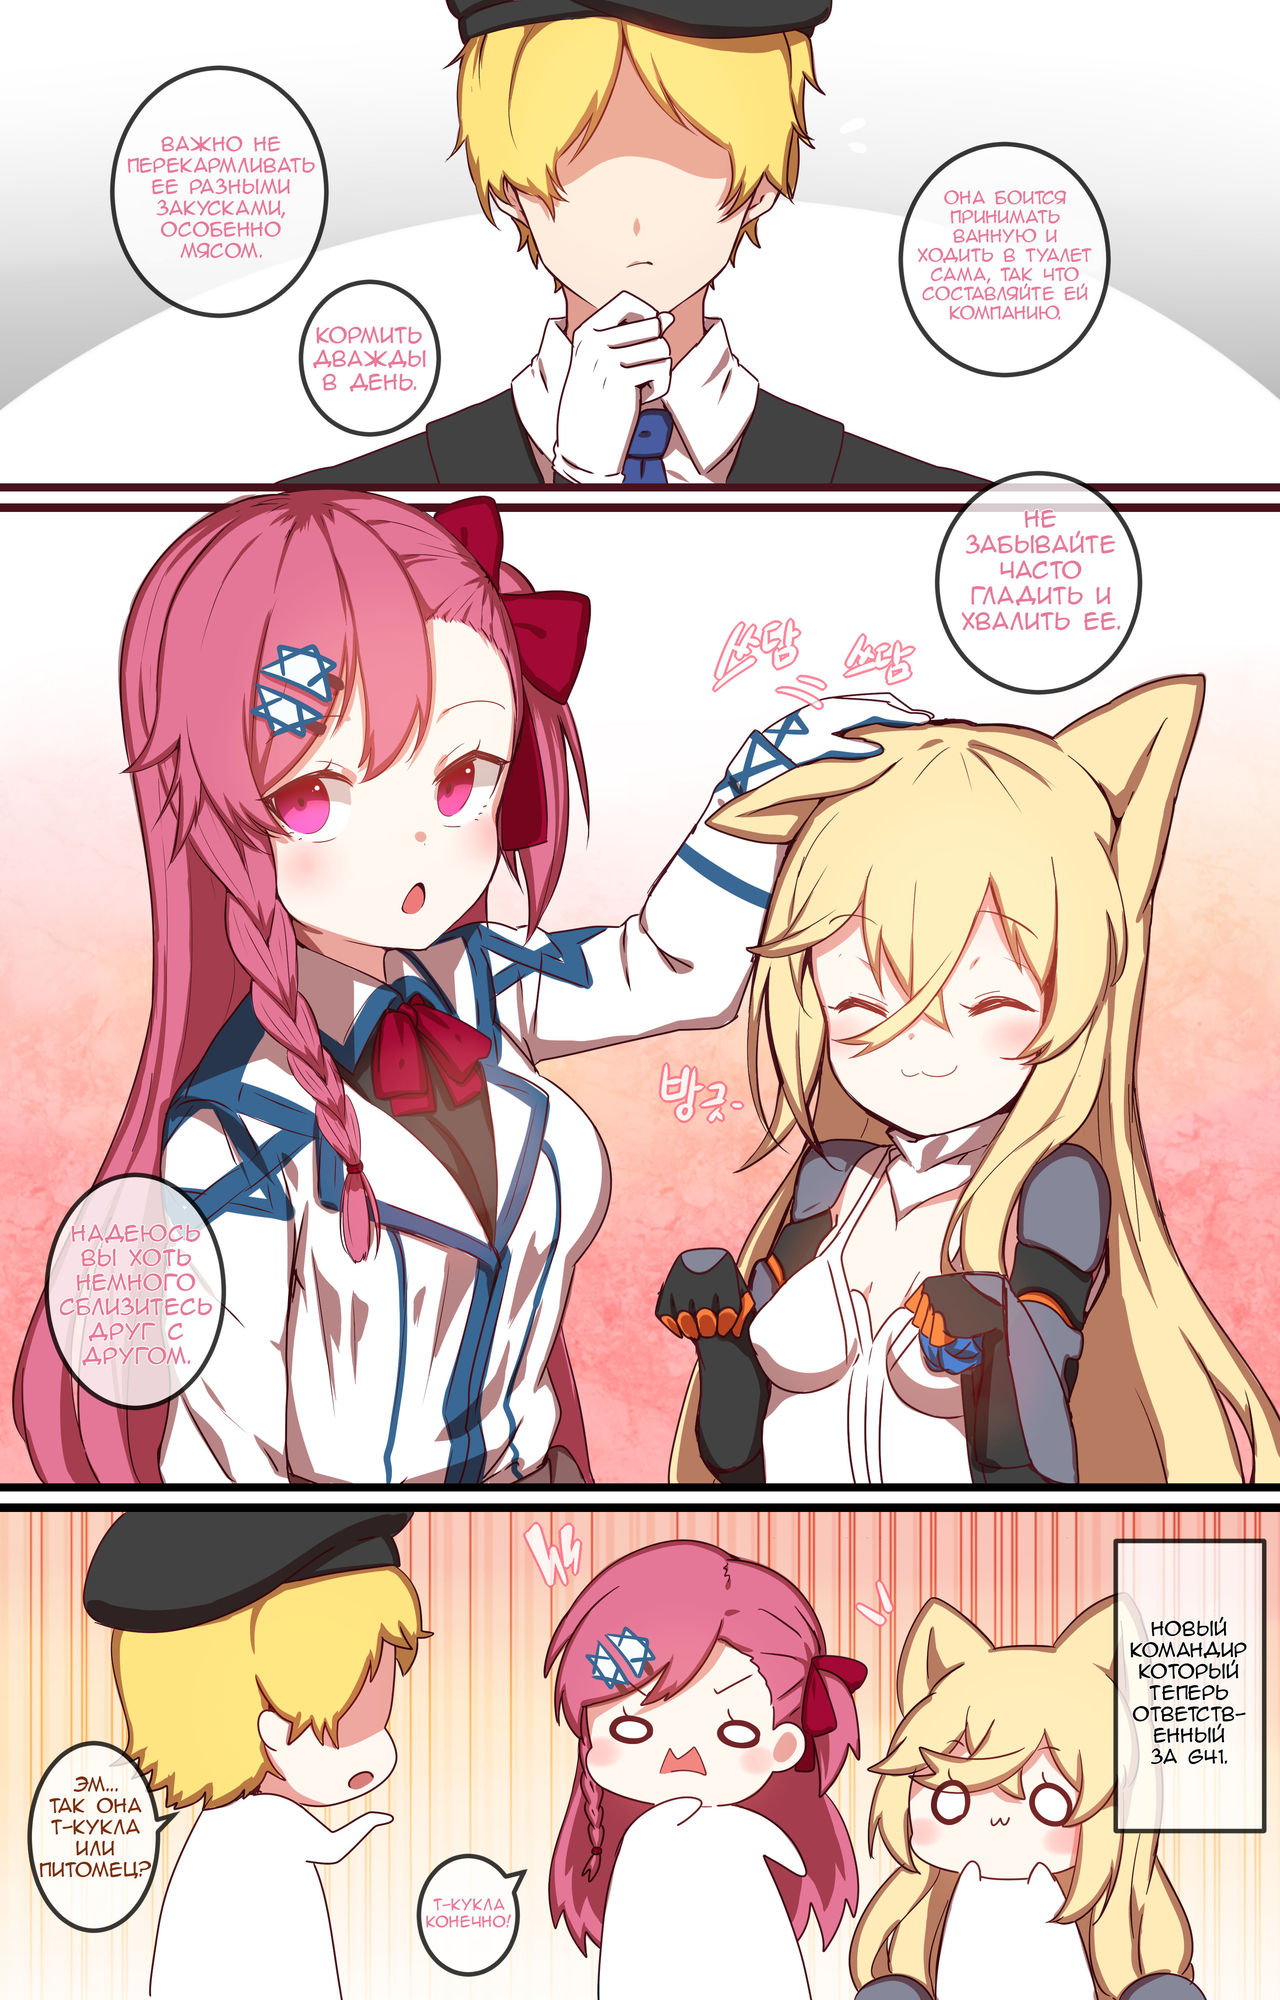 ВАЖНО НЕ
ПЕРЕКАРМЛИВАТЬ
ЕЕ РАЗНЫМИ
ЗАКУСКАМИ,
ОСОБЕННО
МЯСОМ.
КОРМИТЬ
ДВАЖДЫ
В ДЕНЬ.
ОНА БОИТСЯ
ПРИНИМАТЬ
ВАННУЮ И
ХОДИТЬ В ТУАЛЕТ
САМА, ТАК ЧТО
СОСТАВЛЯЙТЕ ЕЙ
КОМПАНИЮ.
НЕ
ЗАБЫВАЙТЕ
ЧАСТО
ГЛАДИТЬ И
ХВАЛИТЬ ЕЕ.
쓰담
쓰담
방긋
НАДЕЮСЬ
ВЫ ХОТЬ
НЕМНОГО
СБЛИЗИТЕСЬ
ДРУГ С
ДРУГОМ.
НОВЫЙ
КОМАНДИР
КОТОРЫЙ
ТЕПЕРЬ
ОТВЕТСТВ-
ЕННЫЙ
ЗА G41.
ЭМ...
ТАК ОНА
Т-КУКЛА
ИЛИ
ПИТОМЕЦ?
Т-КУКЛА
КОНЕЧНО!